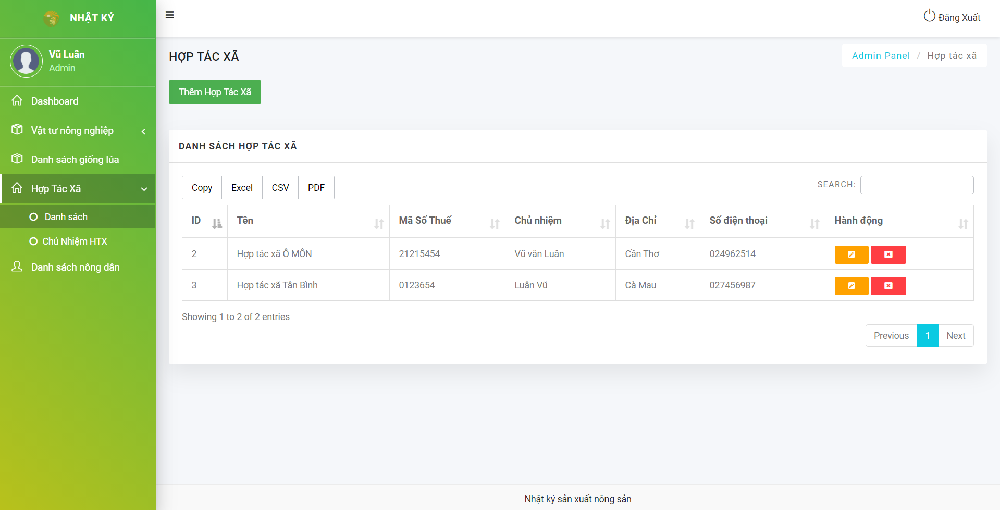 NHẬT KÝ
Đăng Xuất
Vũ Luân
Admin
HỢP TÁC XÃ
Admin Panel / Hợp tác xã
Thêm Hợp Tác Xã
Dashboard
Vật tư nông nghiệp
Danh sách giống lúa
Hợp Tác Xã
Danh sách
Chủ Nhiệm HTX
Danh sách nông dân
DANH SÁCH HỢP TÁC XÃ
Copy Excel CSV PDF
SEARCH:
ID Tên Mã Số Thuế Chủ nhiệm Địa Chỉ Số điện thoại Hành động
2 Hợp tác xã Ô MÔN 21215454 Vũ văn Luân Cần Thơ 024962514
3 Hợp tác xã Tân Bình 0123654 Luân Vũ Cà Mau 027456987
Showing 1 to 2 of 2 entries
Previous 1 Next
Nhật ký sản xuất nông sản